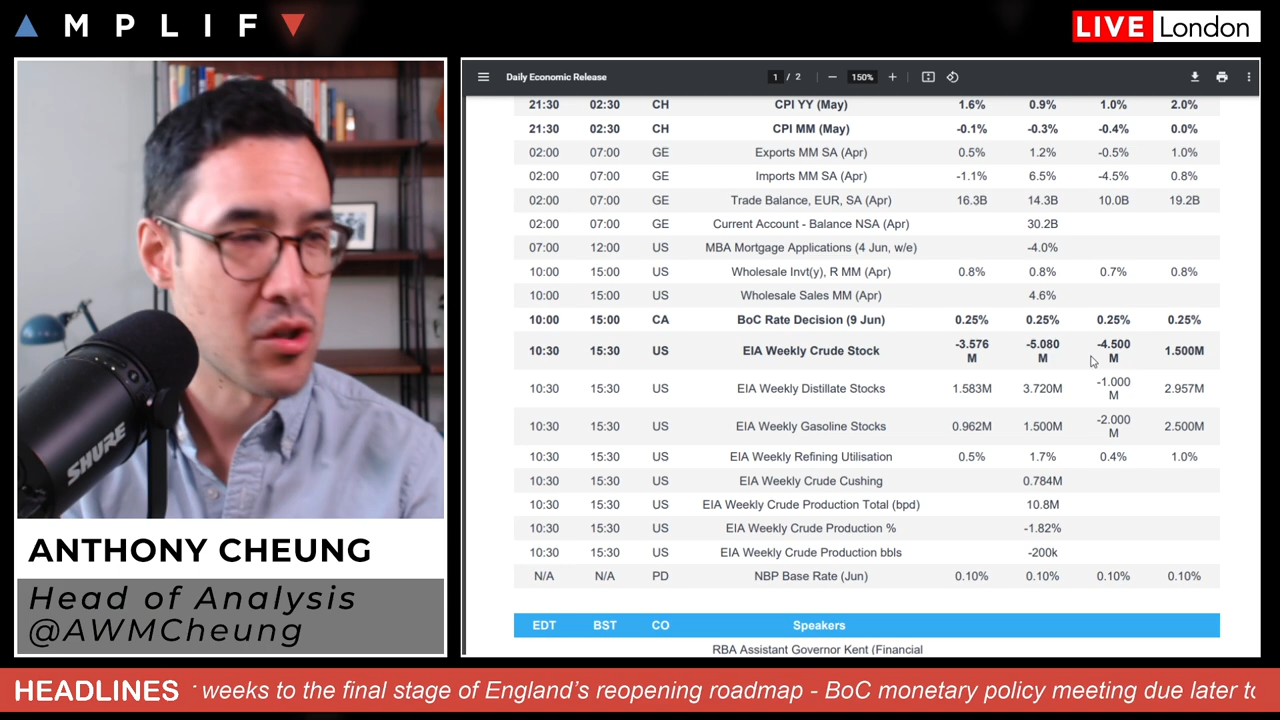 ▲ M P L I F ▼
LIVE London
Daily Economic Release
1 / 2
150%
21:30 02:30 CH CPI YY (May) 1.6% 0.9% 1.0% 2.0%
21:30 02:30 CH CPI MM (May) -0.1% -0.3% -0.4% 0.0%
02:00 07:00 GE Exports MM SA (Apr) 0.5% 1.2% -0.5% 1.0%
02:00 07:00 GE Imports MM SA (Apr) -1.1% 6.5% -4.5% 0.8%
02:00 07:00 GE Trade Balance, EUR, SA (Apr) 16.3B 14.3B 10.0B 19.2B
02:00 07:00 GE Current Account - Balance NSA (Apr) 30.2B
07:00 12:00 US MBA Mortgage Applications (4 Jun, w/e) -4.0%
10:00 15:00 US Wholesale Invt(y), R MM (Apr) 0.8% 0.8% 0.7% 0.8%
10:00 15:00 US Wholesale Sales MM (Apr) 4.6%
10:00 15:00 CA BoC Rate Decision (9 Jun) 0.25% 0.25% 0.25% 0.25%
10:30 15:30 US EIA Weekly Crude Stock -3.576 M -5.080 M -4.500 M 1.500M
10:30 15:30 US EIA Weekly Distillate Stocks 1.583M 3.720M -1.000 M 2.957M
10:30 15:30 US EIA Weekly Gasoline Stocks 0.962M 1.500M -2.000 M 2.500M
10:30 15:30 US EIA Weekly Refining Utilisation 0.5% 1.7% 0.4% 1.0%
10:30 15:30 US EIA Weekly Crude Cushing 0.784M
10:30 15:30 US EIA Weekly Crude Production Total (bpd) 10.8M
10:30 15:30 US EIA Weekly Crude Production % -1.82%
10:30 15:30 US EIA Weekly Crude Production bbls -200k
N/A N/A PD NBP Base Rate (Jun) 0.10% 0.10% 0.10% 0.10%
EDT BST CO Speakers
RBA Assistant Governor Kent (Financial
SHURE
ANTHONY CHEUNG
Head of Analysis
@AWMCheung
HEADLINES weeks to the final stage of England’s reopening roadmap - BoC monetary policy meeting due later to